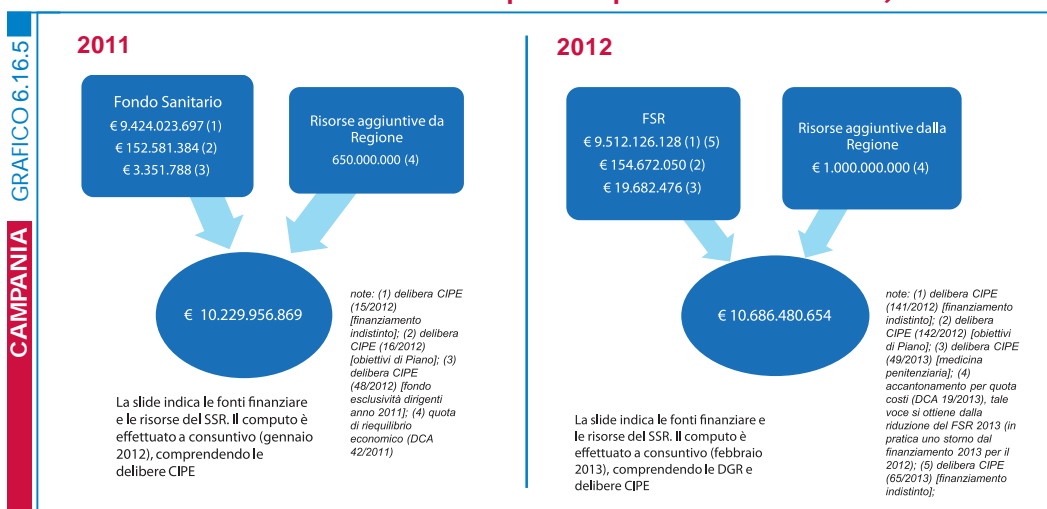 GRAFICO 6.16.5
CAMPANIA
2011
Fondo Sanitario
€ 9.424.023.697 (1)
€ 152.581.384 (2)
€ 3.351.788 (3)
Risorse aggiuntive da
Regione
650.000.000 (4)
€ 10.229.956.869
note: (1) delibera CIPE
(15/2012)
[finanziamento
indistinto]; (2) delibera
CIPE (16/2012)
[obiettivi di Piano]; (3)
delibera CIPE
(48/2012) [fondo
esclusività dirigenti
anno 2011]; (4) quota
di riequilibrio
economico (DCA
42/2011)
La slide indica le fonti finanziare
e le risorse del SSR. Il computo è
effettuato a consuntivo (gennaio
2012), comprendendo le
delibere CIPE
2012
FSR
€ 9.512.126.128 (1) (5)
€ 154.672.050 (2)
€ 19.682.476 (3)
Risorse aggiuntive dalla
Regione
€ 1.000.000.000 (4)
€ 10.686.480.654
note: (1) delibera CIPE
(141/2012) [finanziamento
indistinto]; (2) delibera
CIPE (142/2012) [obiettivi
di Piano]; (3) delibera CIPE
(49/2013) [medicina
penitenziaria]; (4)
accantonamento per quota
costi (DCA 19/2013), tale
voce si ottiene dalla
riduzione del FSR 2013 (in
pratica uno storno dal
finanziamento 2013 per il
2012); (5) delibera CIPE
(65/2013) [finanziamento
indistinto];
La slide indica le fonti finanziare e
le risorse del SSR. Il computo è
effettuato a consuntivo (febbraio
2013), comprendendo le DGR e
delibere CIPE